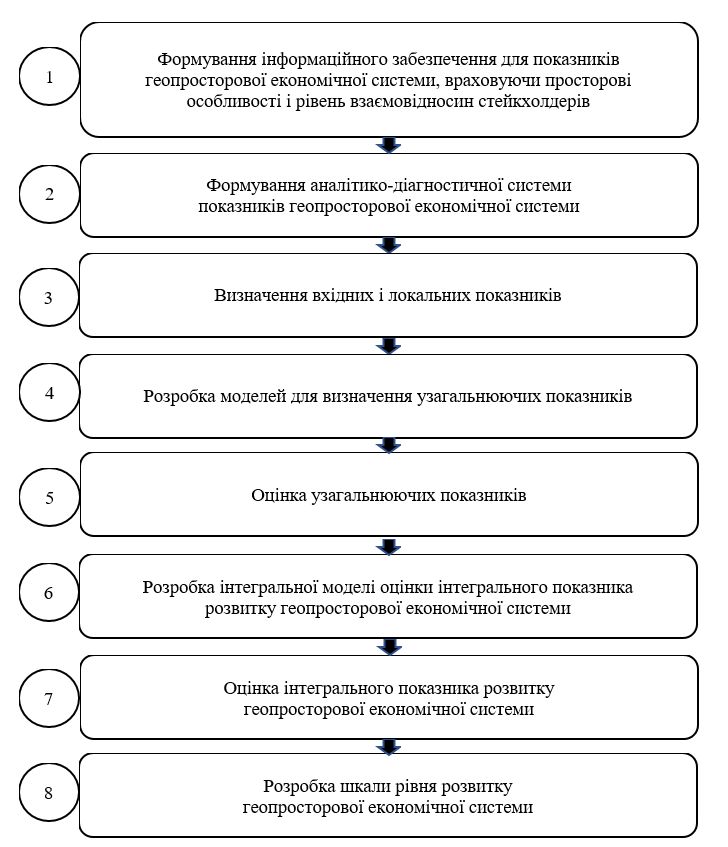 1
Формування інформаційного забезпечення для показників
геопросторової економічної системи, враховуючи просторові
особливості і рівень взаємовідносин стейкхолдерів
2
Формування аналітико-діагностичної системи
показників геопросторової економічної системи
3
Визначення вхідних і локальних показників
4
Розробка моделей для визначення узагальнюючих показників
5
Оцінка узагальнюючих показників
6
Розробка інтегральної моделі оцінки інтегрального показника
розвитку геопросторової економічної системи
7
Оцінка інтегрального показника розвитку
геопросторової економічної системи
8
Розробка шкали рівня розвитку
геопросторової економічної системи